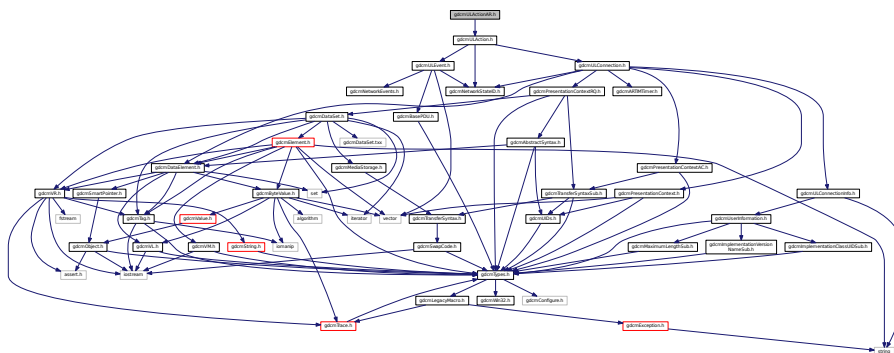 gdcmULActionAR.h
gdcmULAction.h
gdcmULEvent.h
gdcmULConnection.h
gdcmNetworkEvents.h
gdcmNetworkStateID.h
gdcmPresentationContextRQ.h
gdcmARTIMTimer.h
gdcmDataSet.h
gdcmBasePDU.h
gdcmElement.h
gdcmDataSet.txx
gdcmAbstractSyntax.h
gdcmDataElement.h
gdcmMediaStorage.h
gdcmPresentationContextAC.h
gdcmVR.h
gdcmSmartPointer.h
gdcmByteValue.h
set
gdcmTransferSyntaxSub.h
gdcmPresentationContext.h
gdcmULConnectionInfo.h
fstream
gdcmTag.h
gdcmValue.h
algorithm
iterator
vector
gdcmTransferSyntax.h
gdcmUIDs.h
gdcmUserInformation.h
gdcmObject.h
gdcmVL.h
gdcmVM.h
gdcmString.h
iomanip
gdcmSwapCode.h
gdcmMaximumLengthSub.h
gdcmImplementationVersion
NameSub.h
gdcmImplementationClassUIDSub.h
assert.h
iostream
gdcmTypes.h
gdcmLegacyMacro.h
gdcmWin32.h
gdcmConfigure.h
gdcmTrace.h
gdcmException.h
string